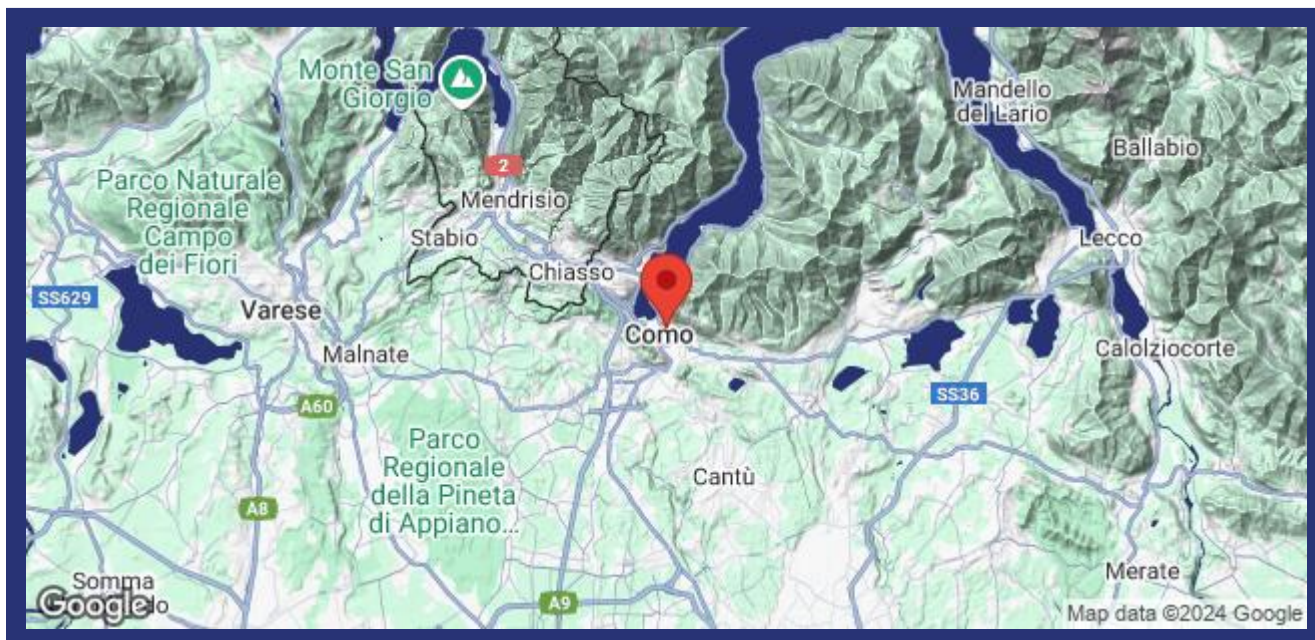 Monte San
Giorgio
Mandello
del Lario
Ballabio
2
Parco Naturale
Regionale
Campo
dei Fiori
Mendrisio
Stabio
Lecco
Chiasso
SS629
Varese
Como
Malnate
Calolziocorte
SS36
A60
Parco
Regionale
della Pineta
di Appiano...
Cantù
A8
Somma
Merate
Google
A9
Map data ©2024 Google